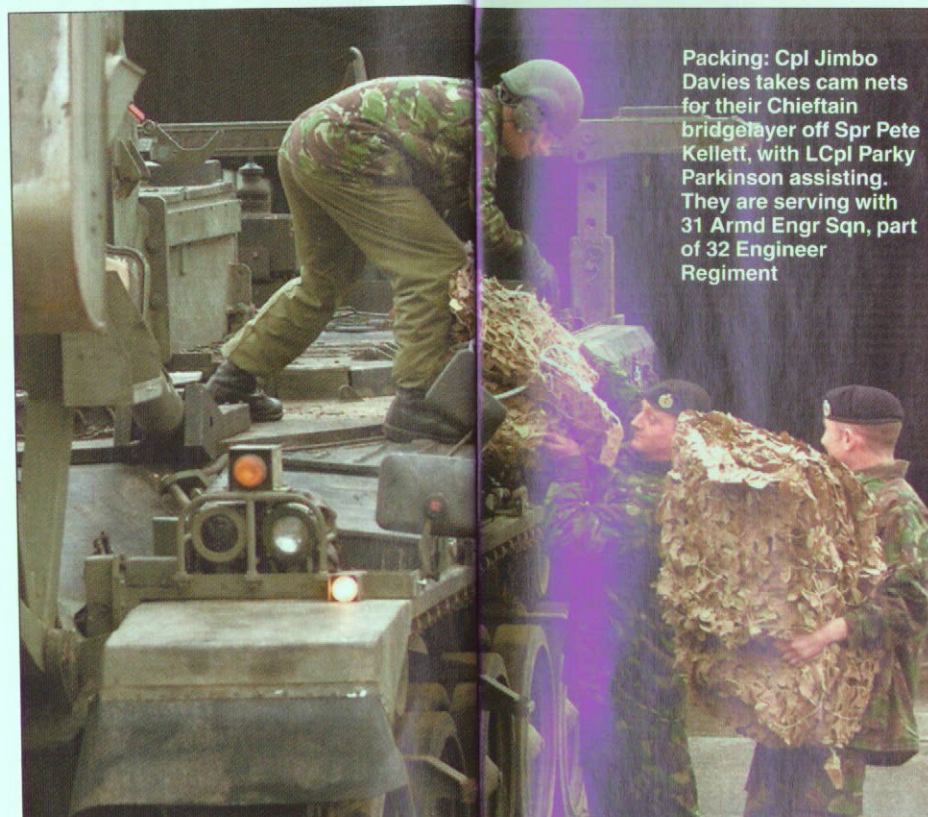 Packing: Cpl Jimbo
Davies takes cam nets
for their Chieftain
bridgelayer off Spr Pete
Kellett, with LCpl Parky
Parkinson assisting.
They are serving with
31 Armd Engr Sqn, part
of 32 Engineer
Regiment